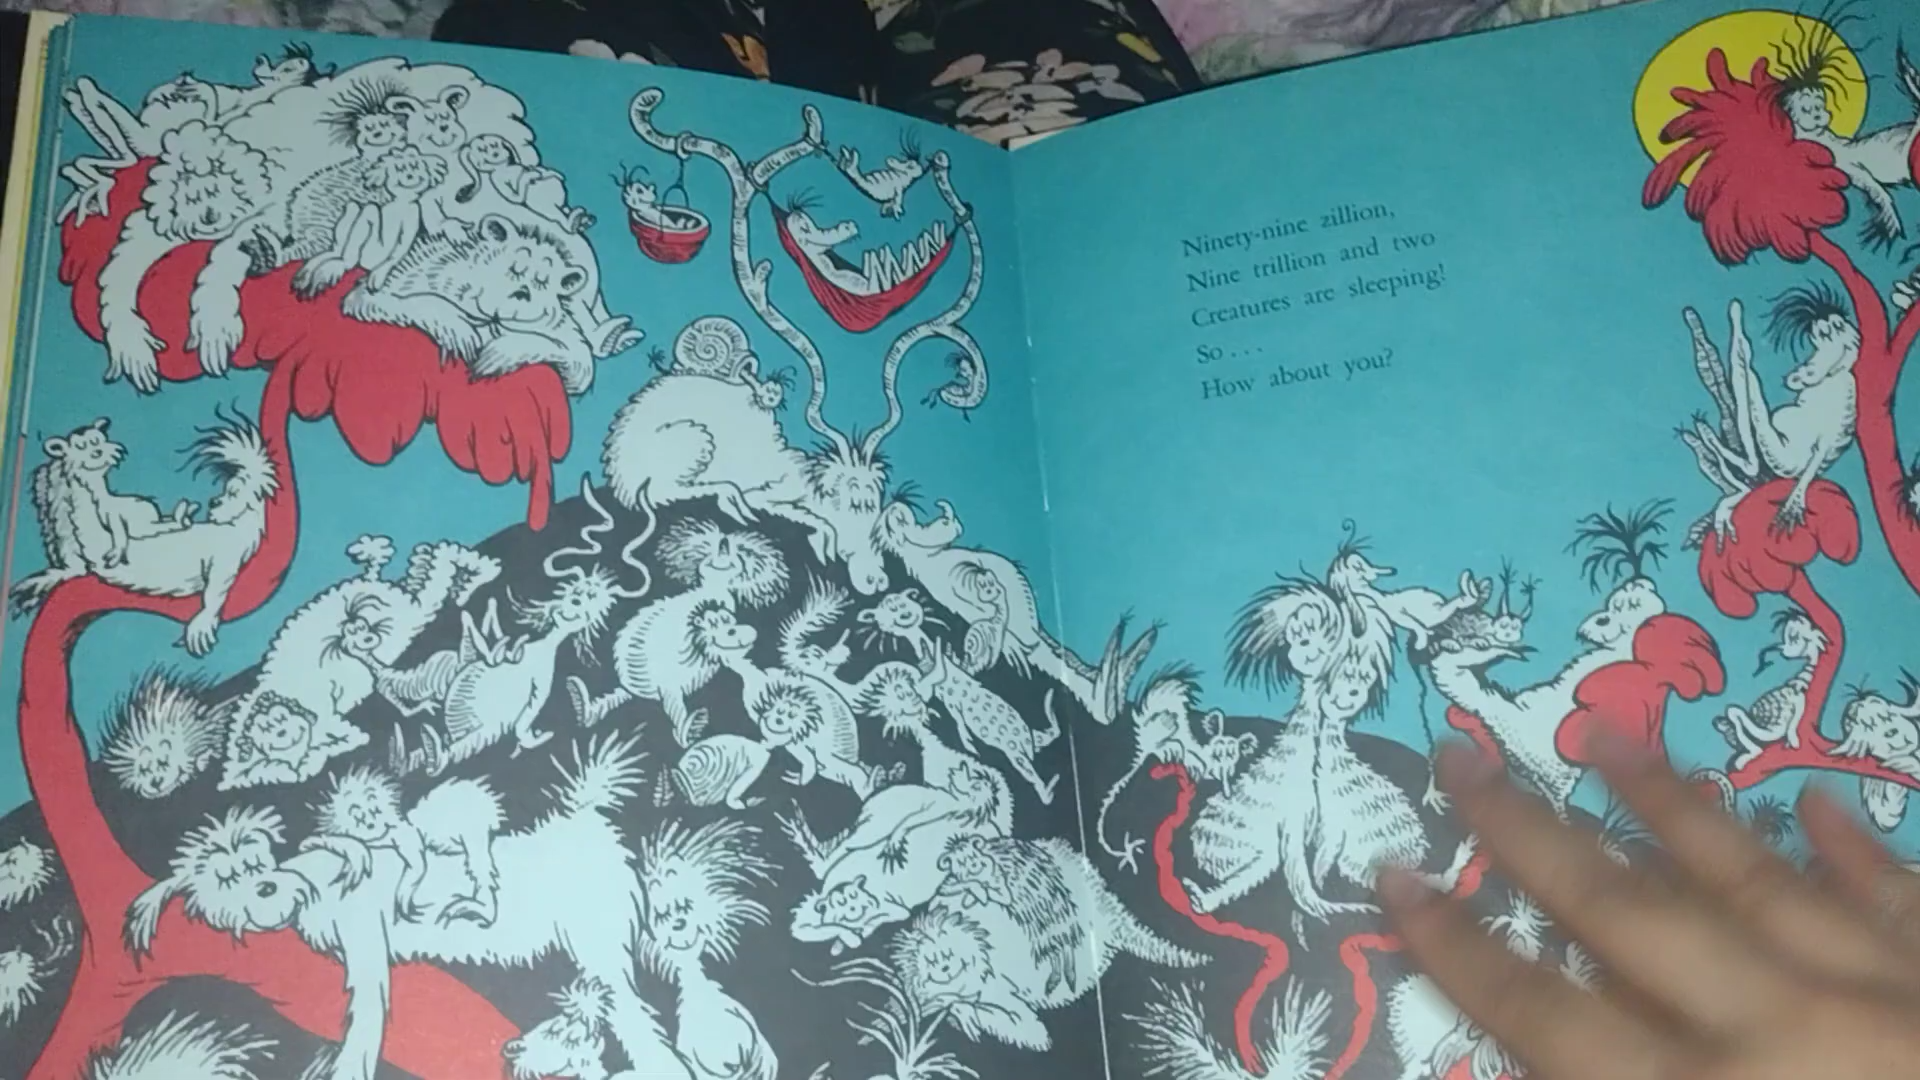 Ninety-nine zillion,
Nine trillion and two
Creatures are sleeping!
So . . .
How about you?